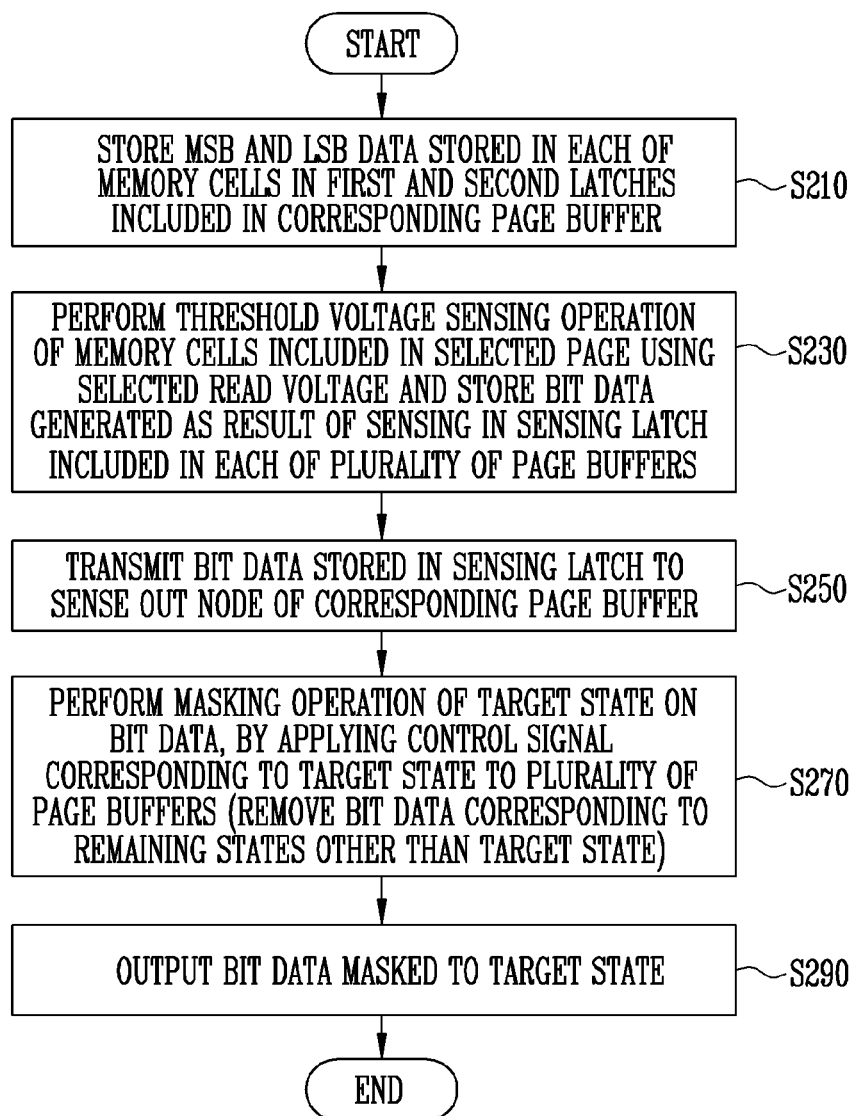 START
STORE MSB AND LSB DATA STORED IN EACH OF
MEMORY CELLS IN FIRST AND SECOND LATCHES
INCLUDED IN CORRESPONDING PAGE BUFFER
S210
PERFORM THRESHOLD VOLTAGE SENSING OPERATION
OF MEMORY CELLS INCLUDED IN SELECTED PAGE USING
SELECTED READ VOLTAGE AND STORE BIT DATA
GENERATED AS RESULT OF SENSING IN SENSING LATCH
INCLUDED IN EACH OF PLURALITY OF PAGE BUFFERS
S230
TRANSMIT BIT DATA STORED IN SENSING LATCH TO
SENSE OUT NODE OF CORRESPONDING PAGE BUFFER
S250
PERFORM MASKING OPERATION OF TARGET STATE ON
BIT DATA, BY APPLYING CONTROL SIGNAL
CORRESPONDING TO TARGET STATE TO PLURALITY OF
PAGE BUFFERS (REMOVE BIT DATA CORRESPONDING TO
REMAINING STATES OTHER THAN TARGET STATE)
S270
OUTPUT BIT DATA MASKED TO TARGET STATE
S290
END